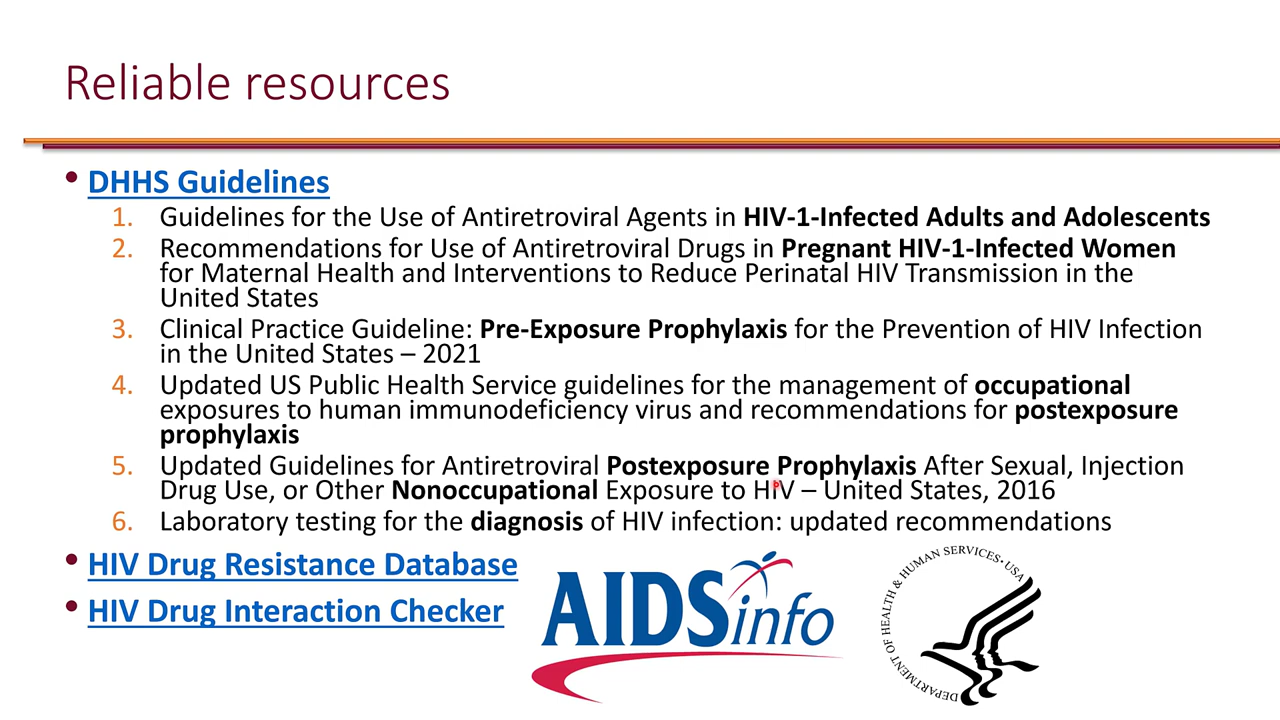 Reliable resources
• DHHS Guidelines
1. Guidelines for the Use of Antiretroviral Agents in HIV-1-Infected Adults and Adolescents
2. Recommendations for Use of Antiretroviral Drugs in Pregnant HIV-1-Infected Women
for Maternal Health and Interventions to Reduce Perinatal HIV Transmission in the
United States
3. Clinical Practice Guideline: Pre-Exposure Prophylaxis for the Prevention of HIV Infection
in the United States – 2021
4. Updated US Public Health Service guidelines for the management of occupational
exposures to human immunodeficiency virus and recommendations for postexposure
prophylaxis
5. Updated Guidelines for Antiretroviral Postexposure Prophylaxis After Sexual, Injection
Drug Use, or Other Nonoccupational Exposure to HIV – United States, 2016
6. Laboratory testing for the diagnosis of HIV infection: updated recommendations
• HIV Drug Resistance Database
• HIV Drug Interaction Checker
AIDSinfo
DEPARTMENT OF HEALTH & HUMAN SERVICES • USA